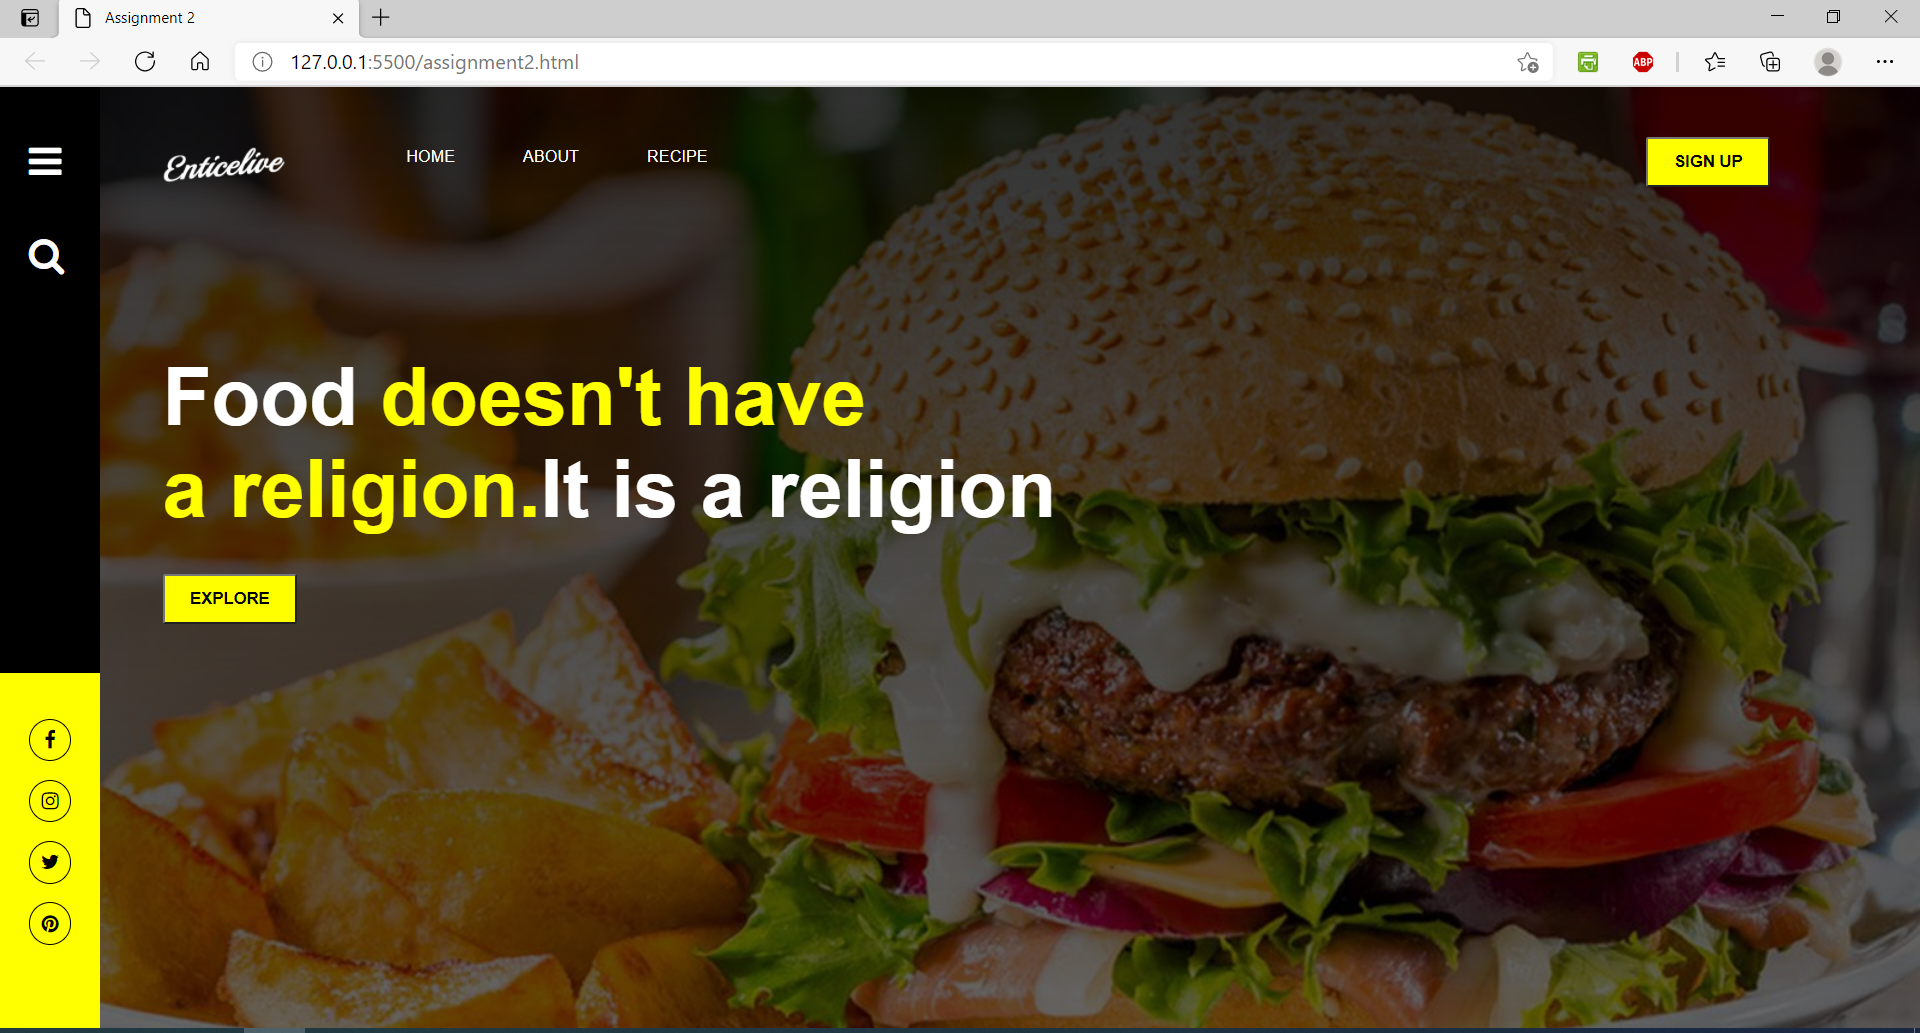 Assignment 2
127.0.0.1:5500/assignment2.html
ABP
Enticelive
HOME
ABOUT
RECIPE
SIGN UP
Food doesn't have
a religion.It is a religion
EXPLORE